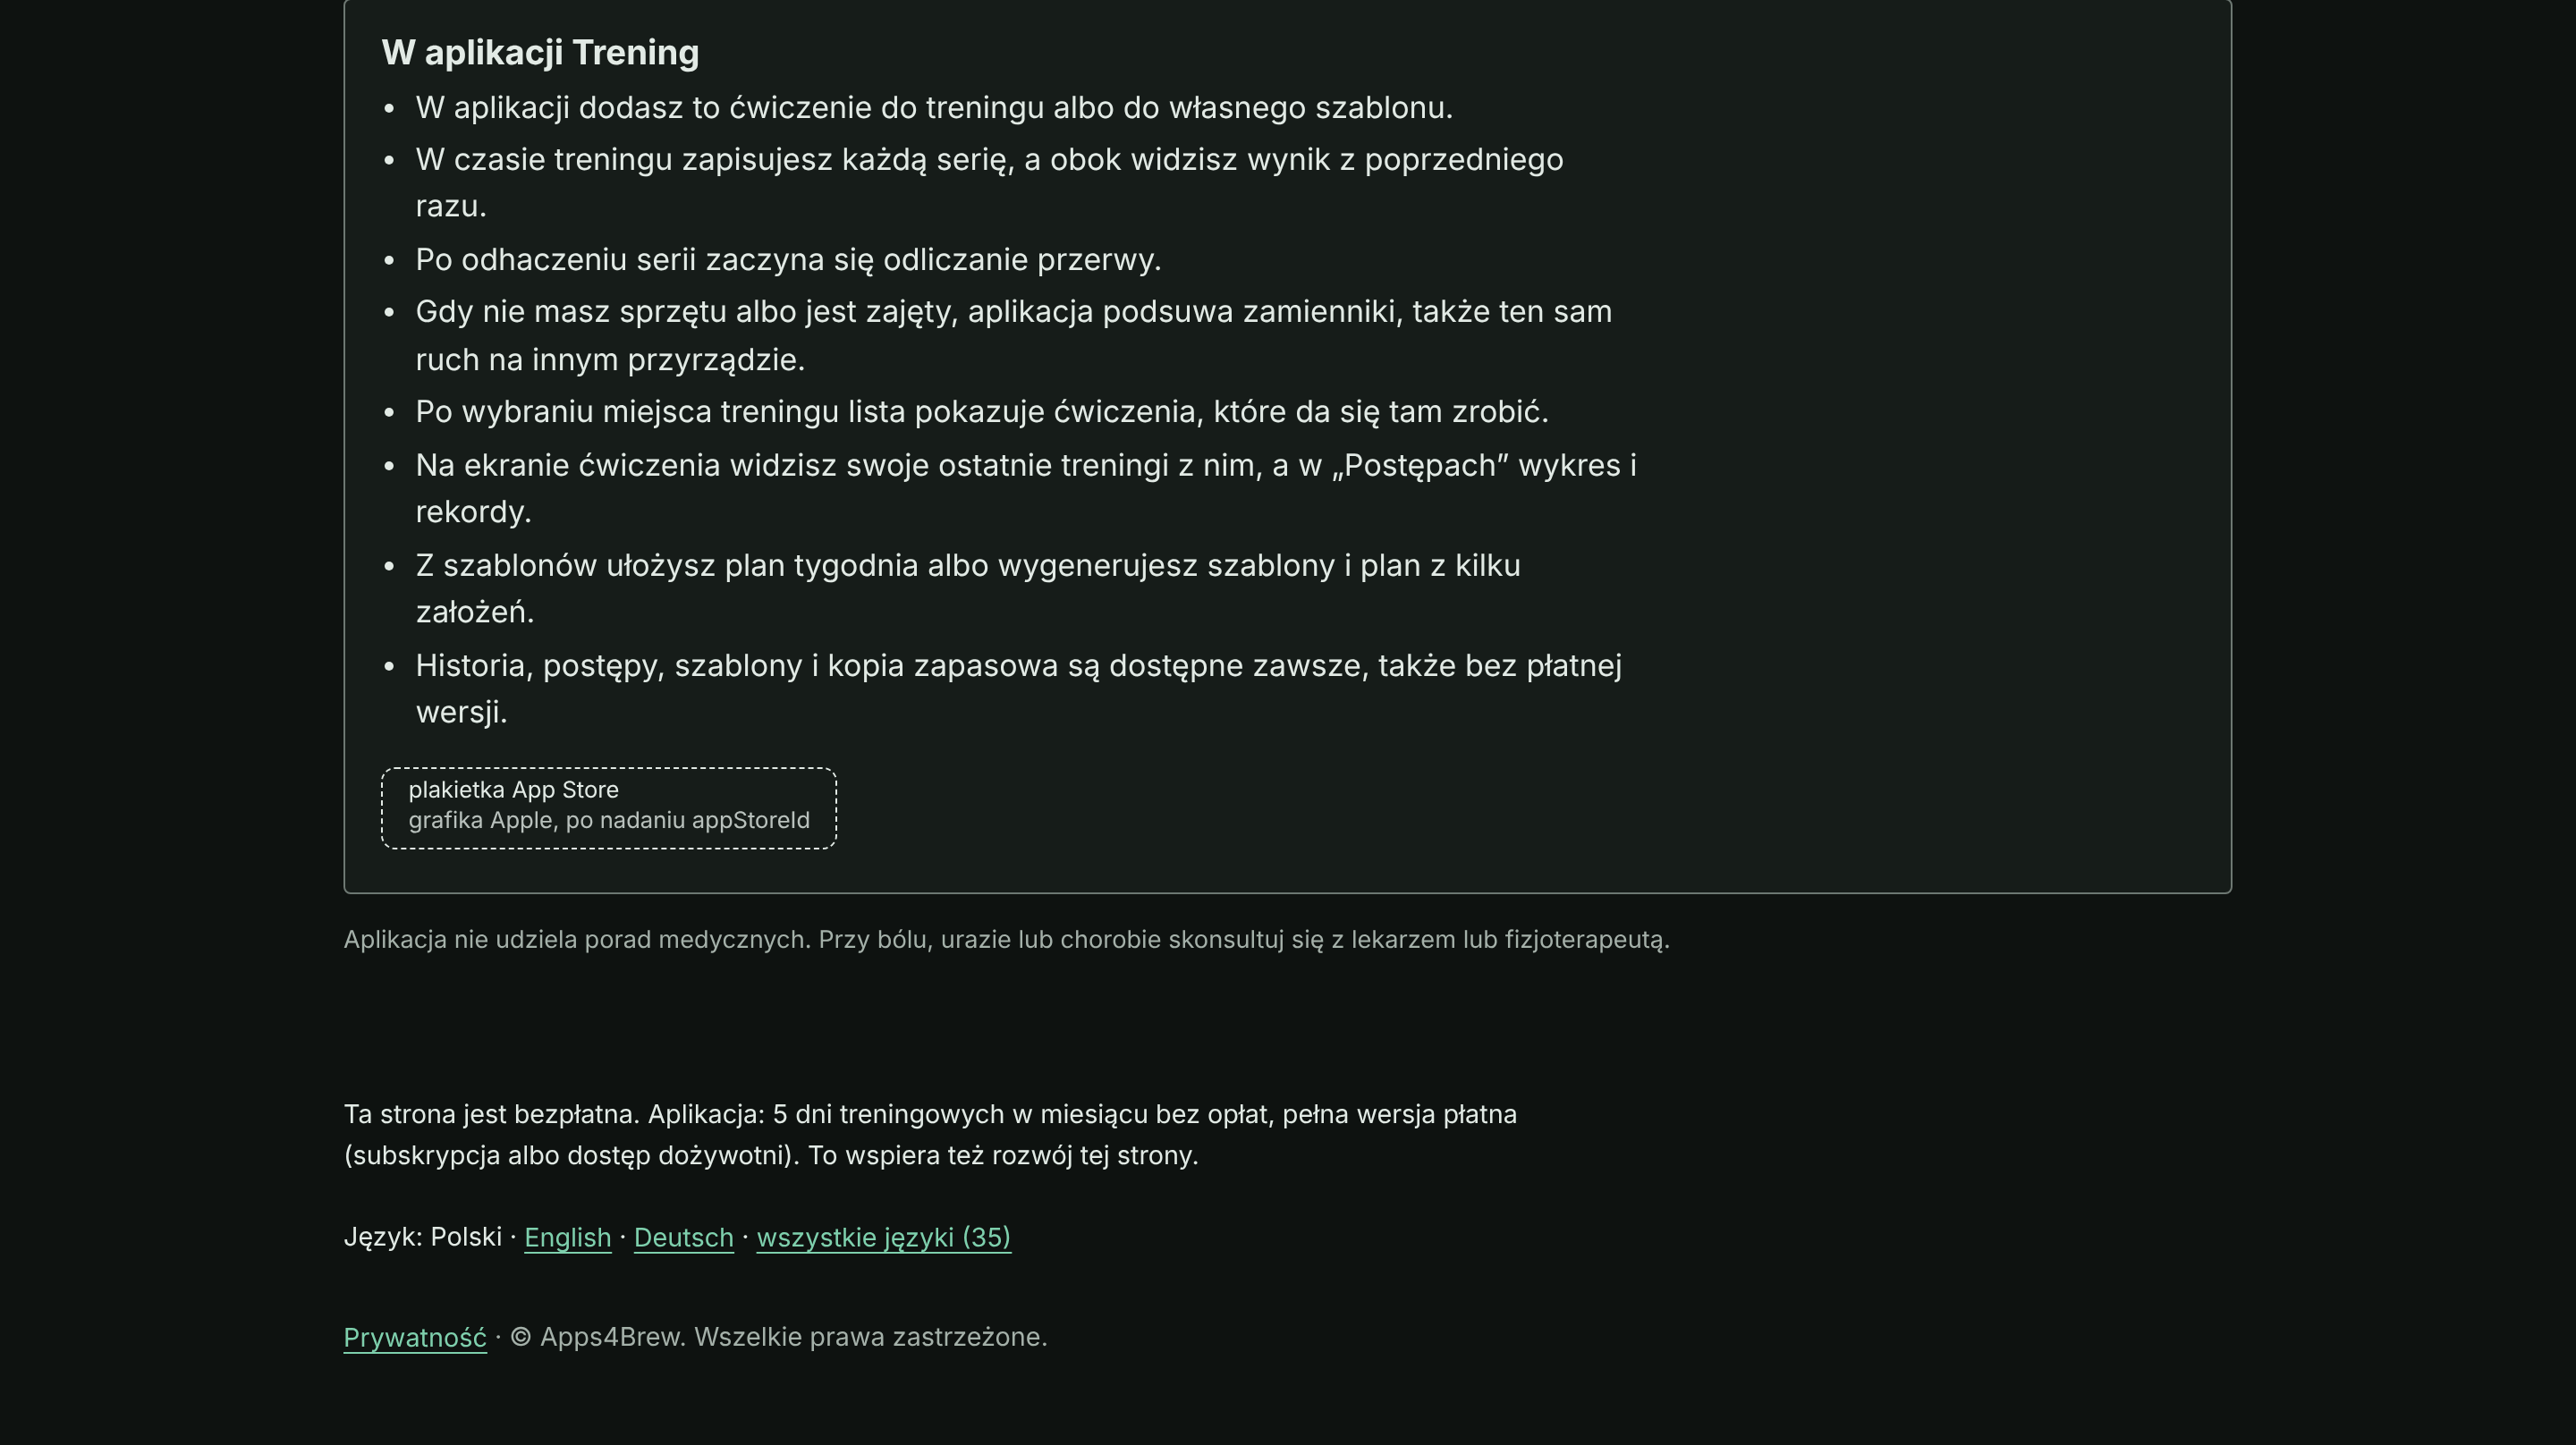 W aplikacji Trening
• W aplikacji dodasz to ćwiczenie do treningu albo do własnego szablonu.
• W czasie treningu zapisujesz każdą serię, a obok widzisz wynik z poprzedniego
razu.
• Po odhaczeniu serii zaczyna się odliczanie przerwy.
• Gdy nie masz sprzętu albo jest zajęty, aplikacja podsuwa zamienniki, także ten sam
ruch na innym przyrządzie.
• Po wybraniu miejsca treningu lista pokazuje ćwiczenia, które da się tam zrobić.
• Na ekranie ćwiczenia widzisz swoje ostatnie treningi z nim, a w „Postępach” wykres i
rekordy.
• Z szablonów ułożysz plan tygodnia albo wygenerujesz szablony i plan z kilku
założeń.
• Historia, postępy, szablony i kopia zapasowa są dostępne zawsze, także bez płatnej
wersji.
plakietka App Store
grafika Apple, po nadaniu appStoreId
Aplikacja nie udziela porad medycznych. Przy bólu, urazie lub chorobie skonsultuj się z lekarzem lub fizjoterapeutą.
Ta strona jest bezpłatna. Aplikacja: 5 dni treningowych w miesiącu bez opłat, pełna wersja płatna
(subskrypcja albo dostęp dożywotni). To wspiera też rozwój tej strony.
Język: Polski · English · Deutsch · wszystkie języki (35)
Prywatność · © Apps4Brew. Wszelkie prawa zastrzeżone.